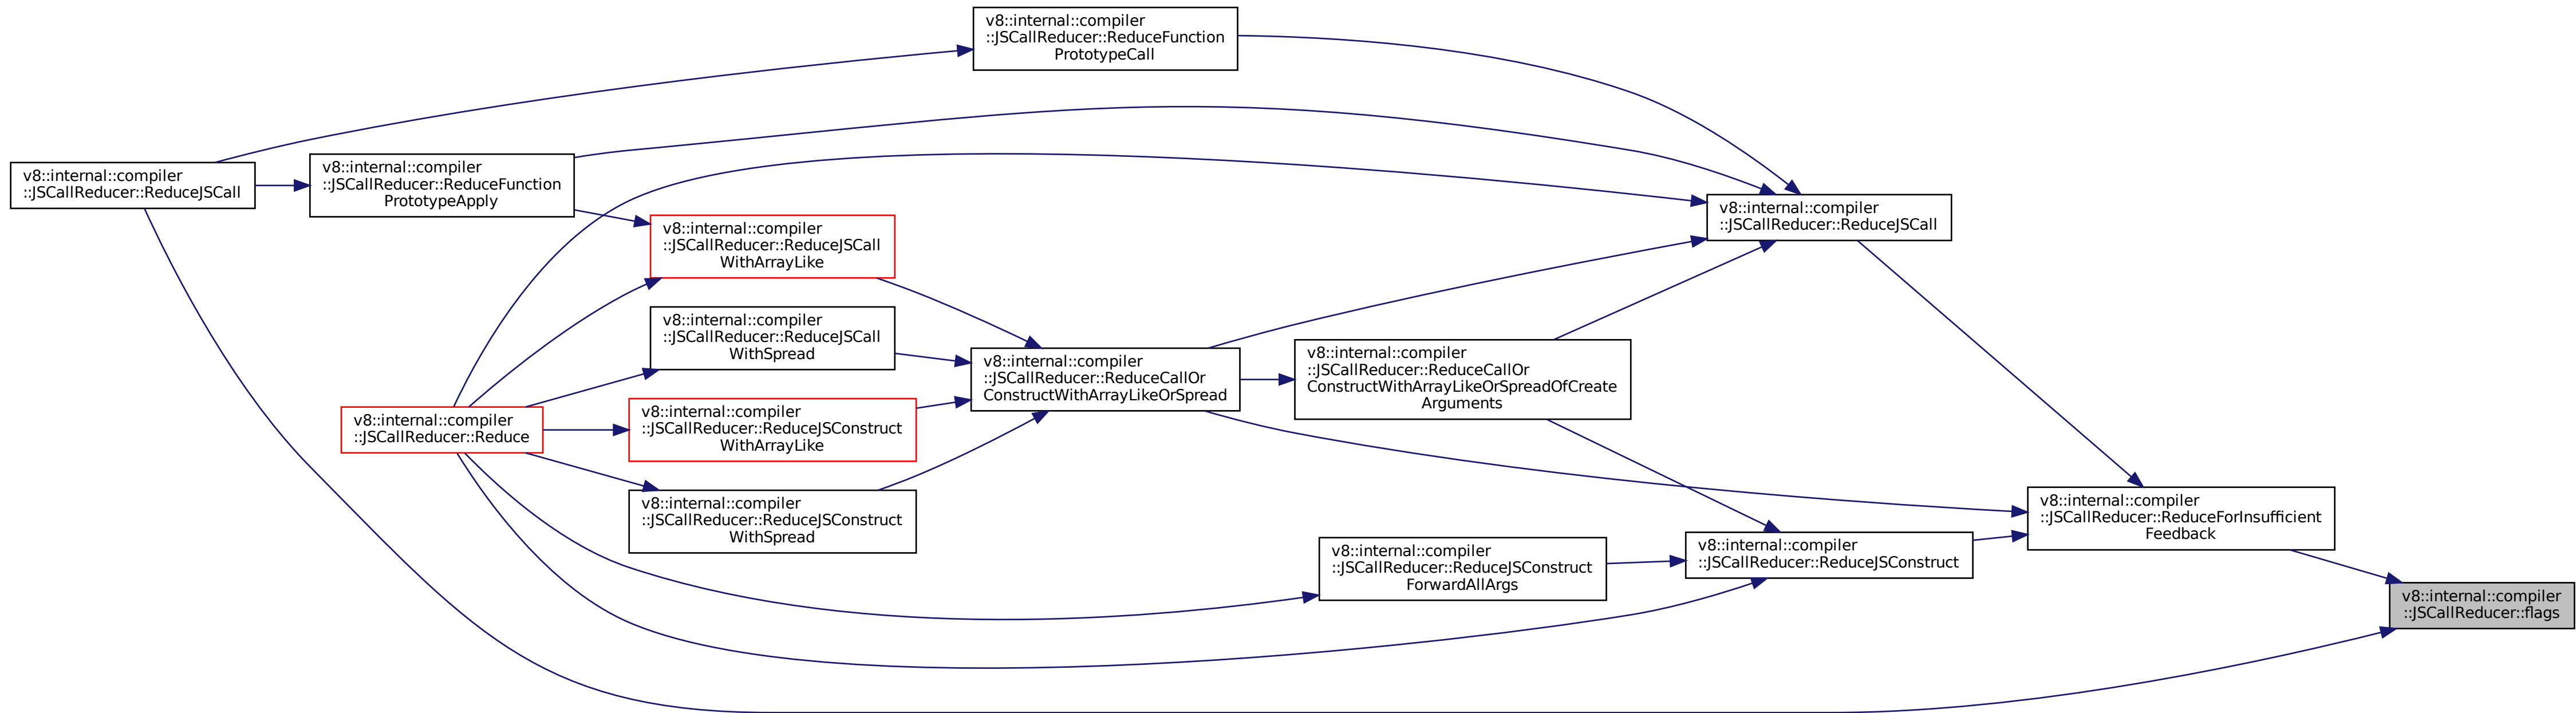 v8::internal::compiler
::JSCallReducer::ReduceFunction
PrototypeCall
v8::internal::compiler
::JSCallReducer::ReduceJSCall
v8::internal::compiler
::JSCallReducer::ReduceFunction
PrototypeApply
v8::internal::compiler
::JSCallReducer::ReduceJSCall
WithArrayLike
v8::internal::compiler
::JSCallReducer::ReduceJSCall
v8::internal::compiler
::JSCallReducer::ReduceJSCall
WithSpread
v8::internal::compiler
::JSCallReducer::ReduceCallOr
ConstructWithArrayLikeOrSpread
v8::internal::compiler
::JSCallReducer::ReduceCallOr
ConstructWithArrayLikeOrSpreadOfCreate
Arguments
v8::internal::compiler
::JSCallReducer::Reduce
v8::internal::compiler
::JSCallReducer::ReduceJSConstruct
WithArrayLike
v8::internal::compiler
::JSCallReducer::ReduceJSConstruct
WithSpread
v8::internal::compiler
::JSCallReducer::ReduceForInsufficient
Feedback
v8::internal::compiler
::JSCallReducer::ReduceJSConstruct
ForwardAllArgs
v8::internal::compiler
::JSCallReducer::ReduceJSConstruct
v8::internal::compiler
::JSCallReducer::flags